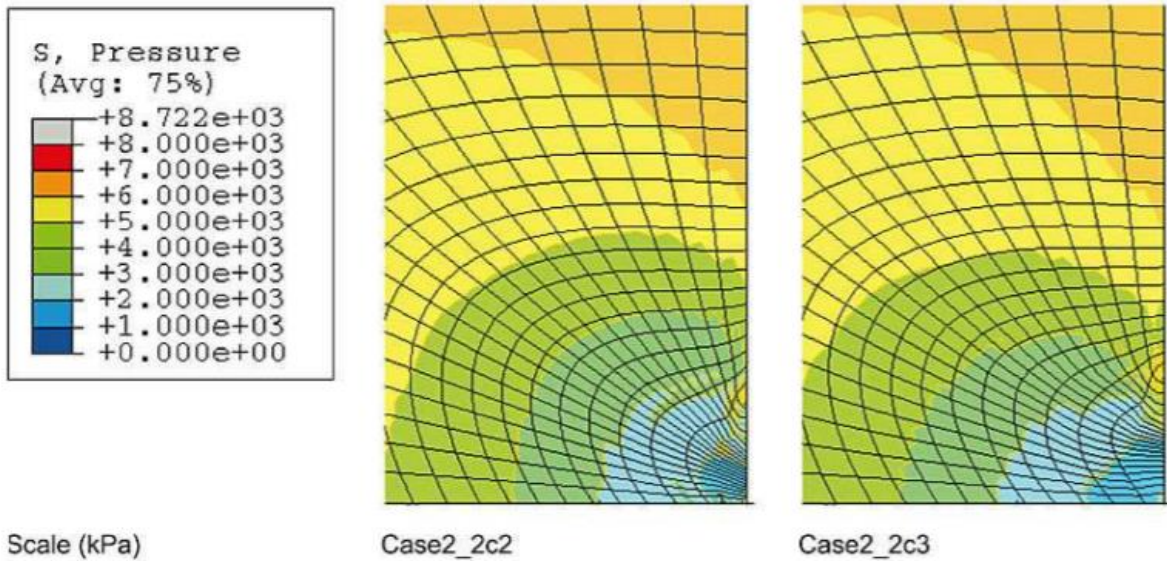 S, Pressure
(Avg: 75%)
+8.722e+03
+8.000e+03
+7.000e+03
+6.000e+03
+5.000e+03
+4.000e+03
+3.000e+03
+2.000e+03
+1.000e+03
+0.000e+00
Scale (kPa)
Case2_2c2
Case2_2c3